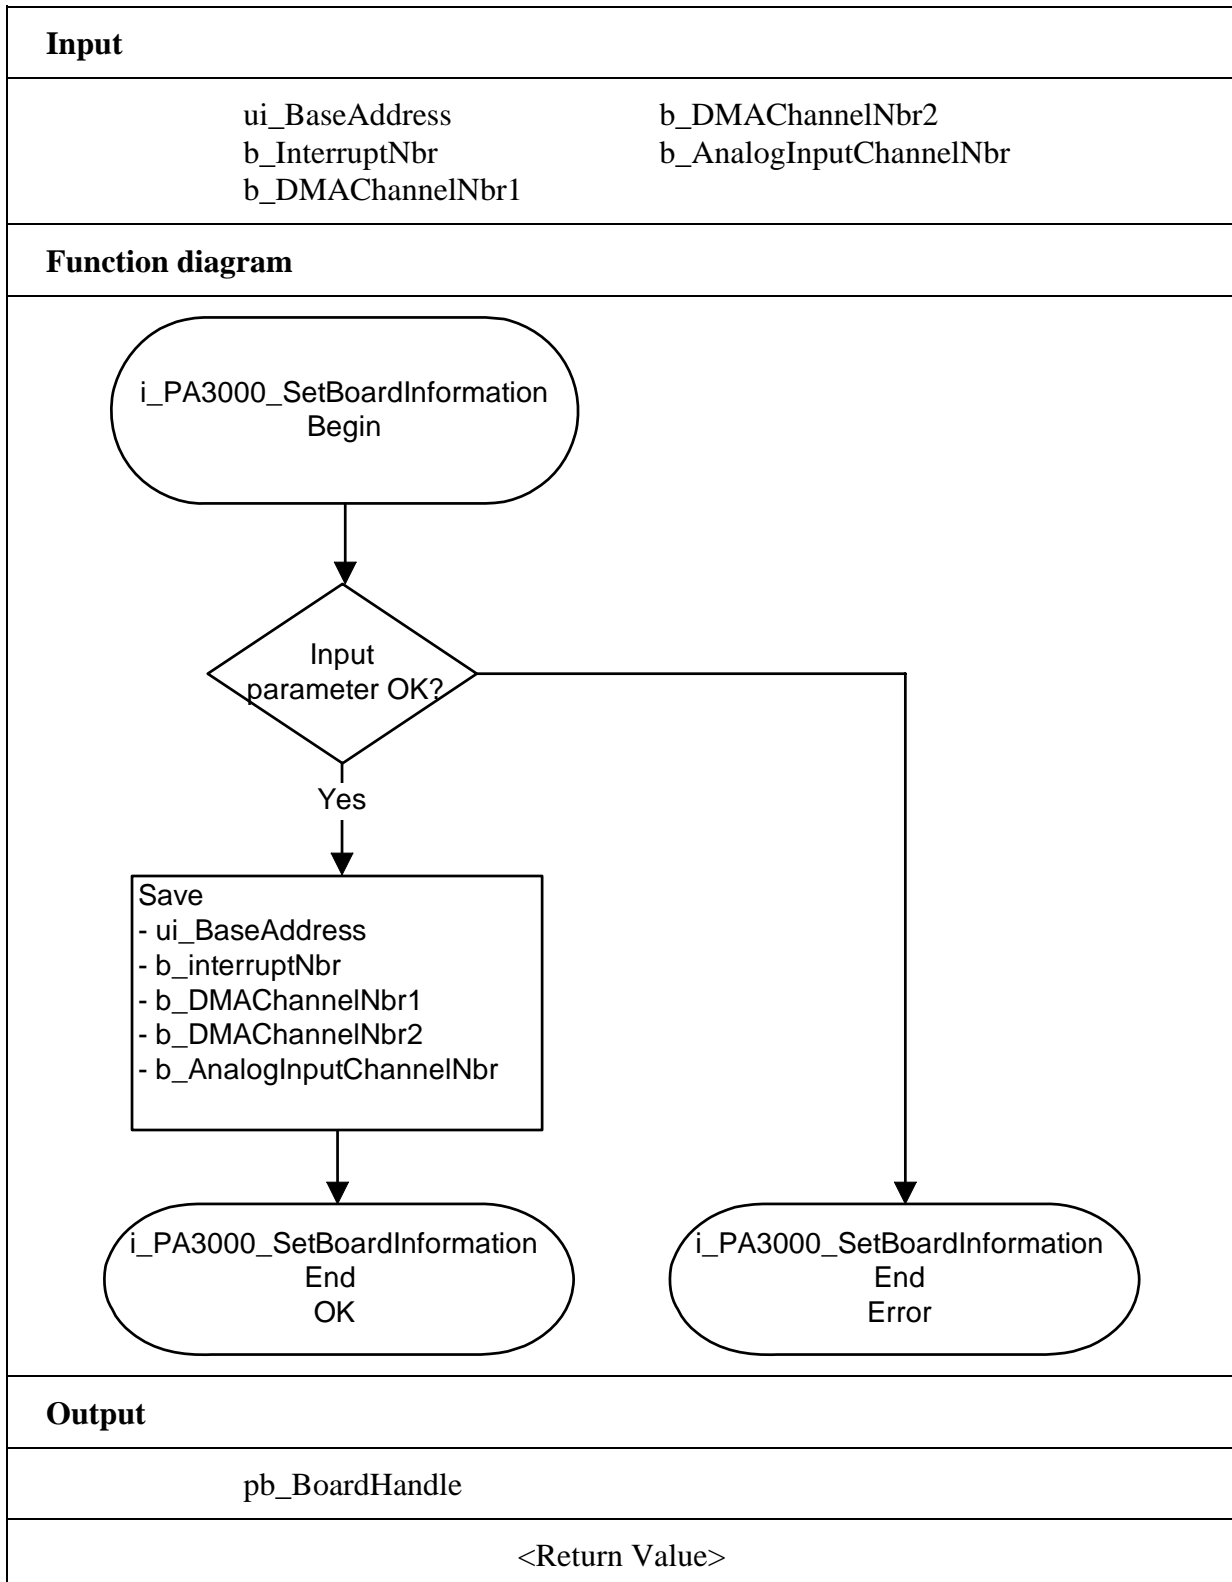 Input
ui_BaseAddress b_DMAChannelNbr2
b_InterruptNbr b_AnalogInputChannelNbr
b_DMAChannelNbr1
Function diagram
i_PA3000_SetBoardInformation
Begin
Input
parameter OK?
Yes
Save
- ui_BaseAddress
- b_interruptNbr
- b_DMAChannelNbr1
- b_DMAChannelNbr2
- b_AnalogInputChannelNbr
i_PA3000_SetBoardInformation
End
OK
i_PA3000_SetBoardInformation
End
Error
Output
pb_BoardHandle
<Return Value>